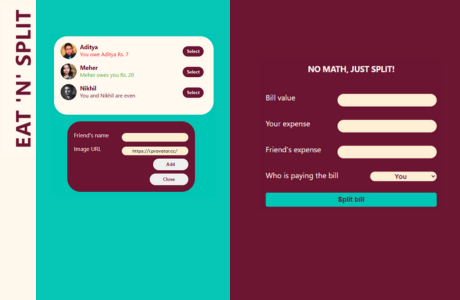 EAT 'N' SPLIT
Aditya
You owe Aditya Rs. 7
Select
Meher
Meher owes you Rs. 20
Select
Nikhil
You and Nikhil are even
Select
Friend's name
Image URL
https://i.pravatar.cc/
Add
Close
NO MATH, JUST SPLIT!
Bill value
Your expense
Friend's expense
Who is paying the bill
You
Split bill